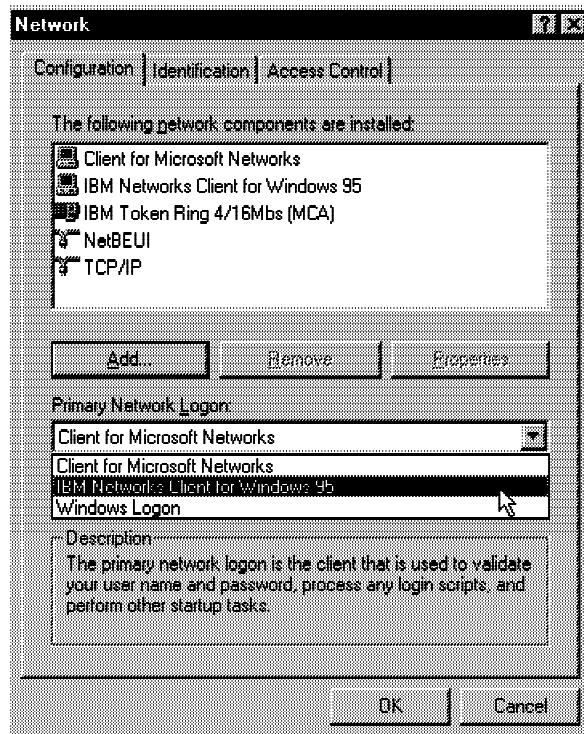 Network
Configuration Identification Access Control
The following network components are installed:
Client for Microsoft Networks
IBM Networks Client for Windows 95
IBM Token Ring 4/16Mbs (MCA)
NetBEUI
TCP/IP
Add... Remove Properties
Primary Network Logon:
Client for Microsoft Networks
Client for Microsoft Networks
IBM Networks Client for Windows 95
Windows Logon
Description
The primary network logon is the client that is used to validate
your user name and password, process any login scripts, and
perform other startup tasks.
OK Cancel